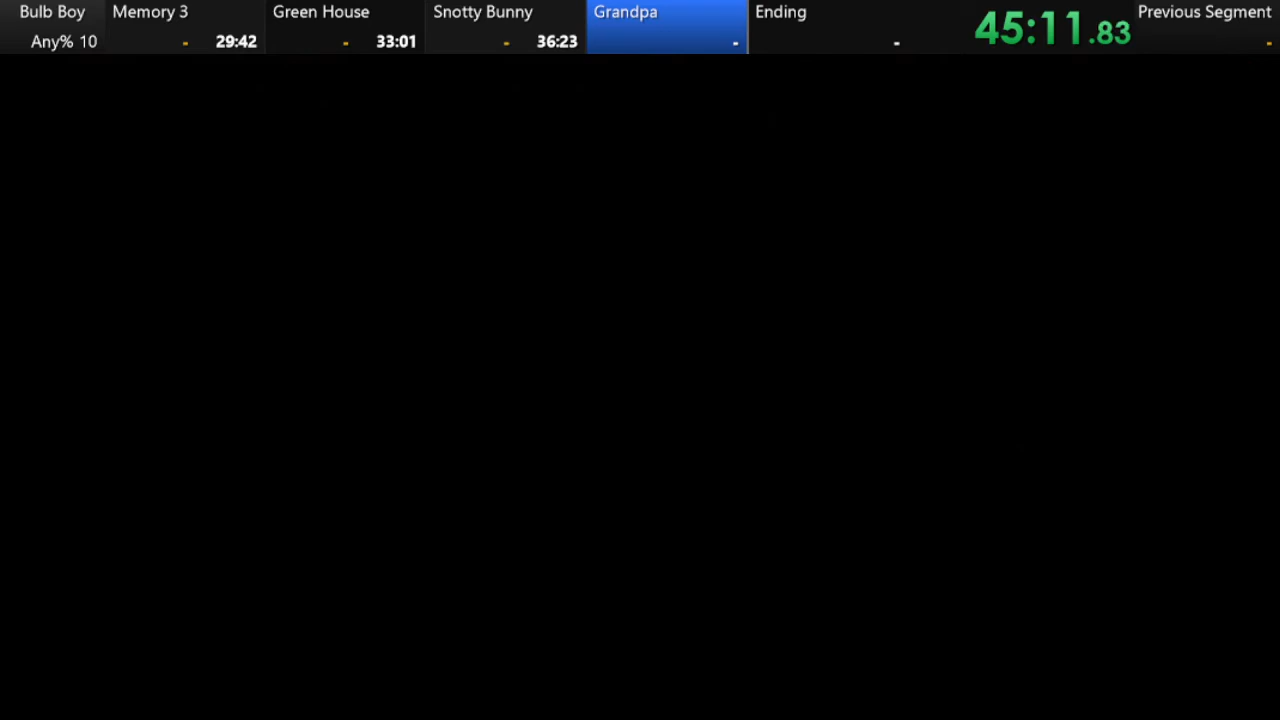 Bulb Boy
Any% 10
Memory 3
- 29:42
Green House
- 33:01
Snotty Bunny
- 36:23
Grandpa
-
Ending
-
45:11.83
Previous Segment
-